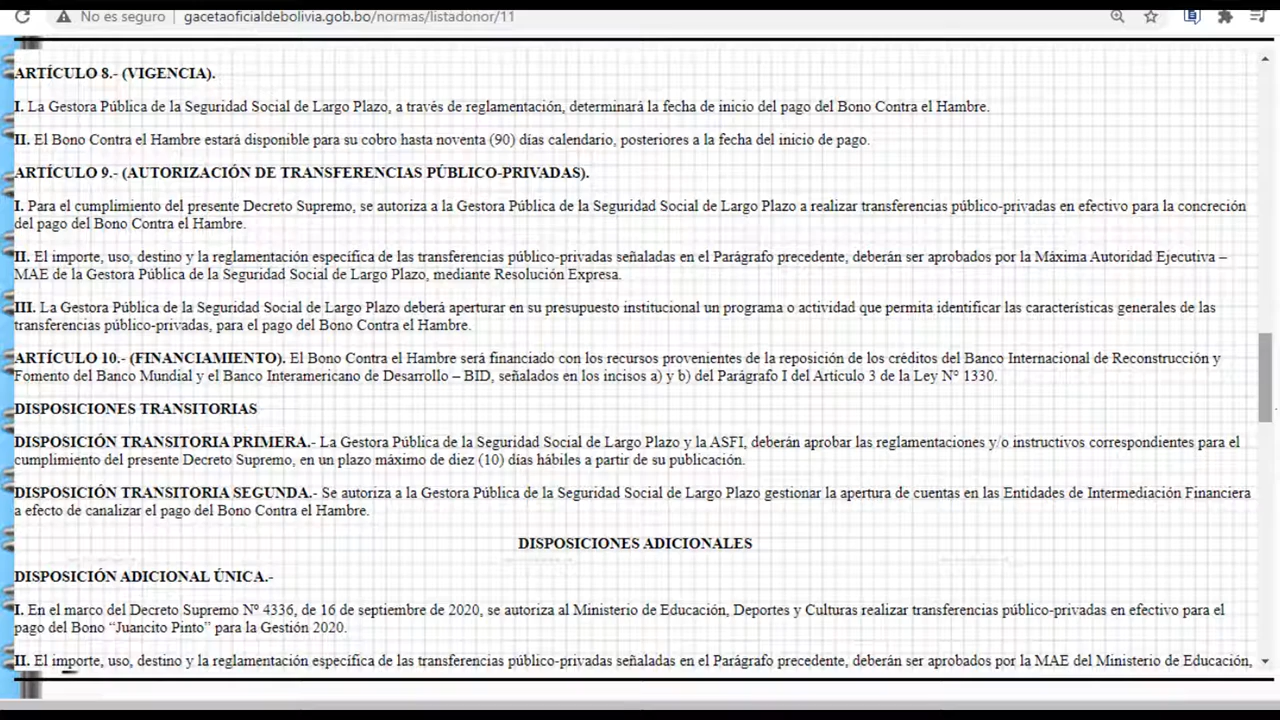 No es seguro | gacetaoficialdebolivia.gob.bo/normas/listadonor/11
ARTÍCULO 8.- (VIGENCIA).
I. La Gestora Pública de la Seguridad Social de Largo Plazo, a través de reglamentación, determinará la fecha de inicio del pago del Bono Contra el Hambre.
II. El Bono Contra el Hambre estará disponible para su cobro hasta noventa (90) días calendario, posteriores a la fecha del inicio de pago.
ARTÍCULO 9.- (AUTORIZACIÓN DE TRANSFERENCIAS PÚBLICO-PRIVADAS).
I. Para el cumplimiento del presente Decreto Supremo, se autoriza a la Gestora Pública de la Seguridad Social de Largo Plazo a realizar transferencias público-privadas en efectivo para la concreción
del pago del Bono Contra el Hambre.
II. El importe, uso, destino y la reglamentación específica de las transferencias público-privadas señaladas en el Parágrafo precedente, deberán ser aprobados por la Máxima Autoridad Ejecutiva –
MAE de la Gestora Pública de la Seguridad Social de Largo Plazo, mediante Resolución Expresa.
III. La Gestora Pública de la Seguridad Social de Largo Plazo deberá aperturar en su presupuesto institucional un programa o actividad que permita identificar las características generales de las
transferencias público-privadas, para el pago del Bono Contra el Hambre.
ARTÍCULO 10.- (FINANCIAMIENTO). El Bono Contra el Hambre será financiado con los recursos provenientes de la reposición de los créditos del Banco Internacional de Reconstrucción y
Fomento del Banco Mundial y el Banco Interamericano de Desarrollo – BID, señalados en los incisos a) y b) del Parágrafo I del Artículo 3 de la Ley N° 1330.
DISPOSICIONES TRANSITORIAS
DISPOSICIÓN TRANSITORIA PRIMERA.- La Gestora Pública de la Seguridad Social de Largo Plazo y la ASFI, deberán aprobar las reglamentaciones y/o instructivos correspondientes para el
cumplimiento del presente Decreto Supremo, en un plazo máximo de diez (10) días hábiles a partir de su publicación.
DISPOSICIÓN TRANSITORIA SEGUNDA.- Se autoriza a la Gestora Pública de la Seguridad Social de Largo Plazo gestionar la apertura de cuentas en las Entidades de Intermediación Financiera
a efecto de canalizar el pago del Bono Contra el Hambre.
DISPOSICIONES ADICIONALES
DISPOSICIÓN ADICIONAL ÚNICA.-
I. En el marco del Decreto Supremo Nº 4336, de 16 de septiembre de 2020, se autoriza al Ministerio de Educación, Deportes y Culturas realizar transferencias público-privadas en efectivo para el
pago del Bono “Juancito Pinto” para la Gestión 2020.
II. El importe, uso, destino y la reglamentación específica de las transferencias público-privadas señaladas en el Parágrafo precedente, deberán ser aprobados por la MAE del Ministerio de Educación,